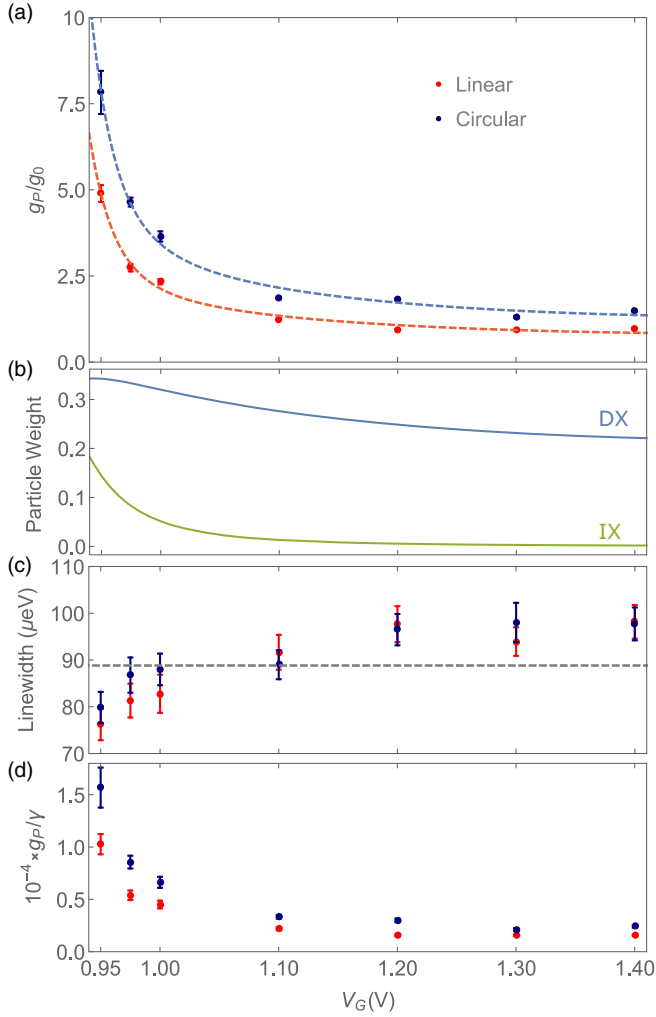 (a)
10
7.5
5.0
2.5
0.0
g_P/g_0
Linear
Circular
(b)
0.3
0.2
0.1
0.0
Particle Weight
DX
IX
(c)
110
100
90
80
70
Linewidth (μeV)
(d)
1.5
1.0
0.5
0.0
10^-4 × g_P/γ
0.95 1.00 1.10 1.20 1.30 1.40
V_G(V)